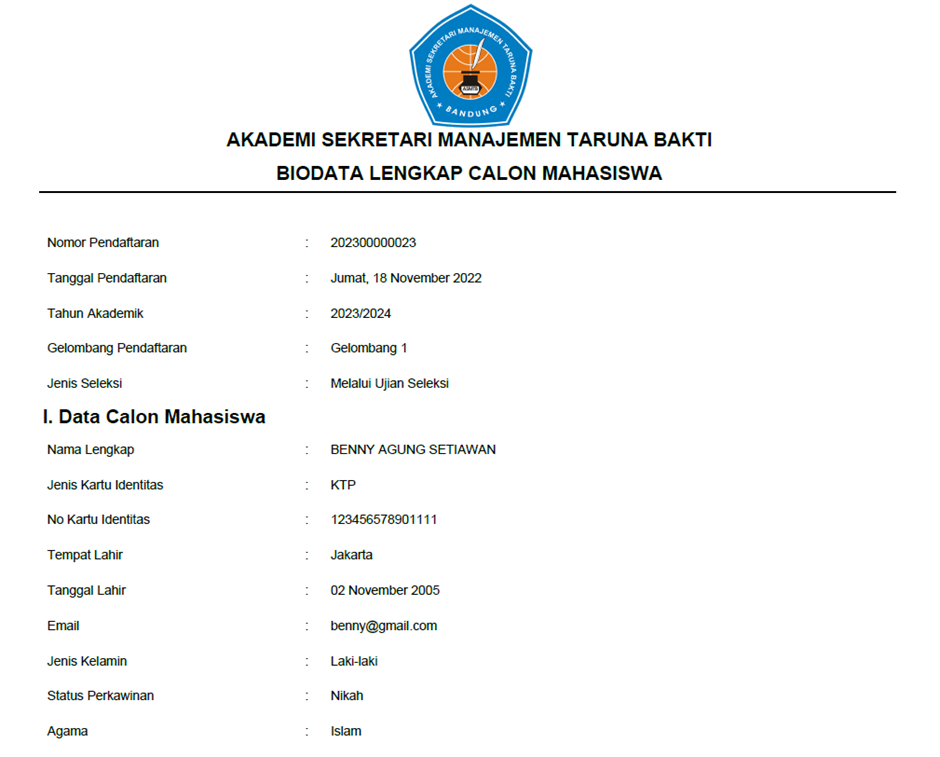 AKADEMI SEKRETARI MANAJEMEN TARUNA BAKTI
★ BANDUNG ★
AKADEMI SEKRETARI MANAJEMEN TARUNA BAKTI
BIODATA LENGKAP CALON MAHASISWA
Nomor Pendaftaran : 202300000023
Tanggal Pendaftaran : Jumat, 18 November 2022
Tahun Akademik : 2023/2024
Gelombang Pendaftaran : Gelombang 1
Jenis Seleksi : Melalui Ujian Seleksi
I. Data Calon Mahasiswa
Nama Lengkap : BENNY AGUNG SETIAWAN
Jenis Kartu Identitas : KTP
No Kartu Identitas : 123456578901111
Tempat Lahir : Jakarta
Tanggal Lahir : 02 November 2005
Email : benny@gmail.com
Jenis Kelamin : Laki-laki
Status Perkawinan : Nikah
Agama : Islam